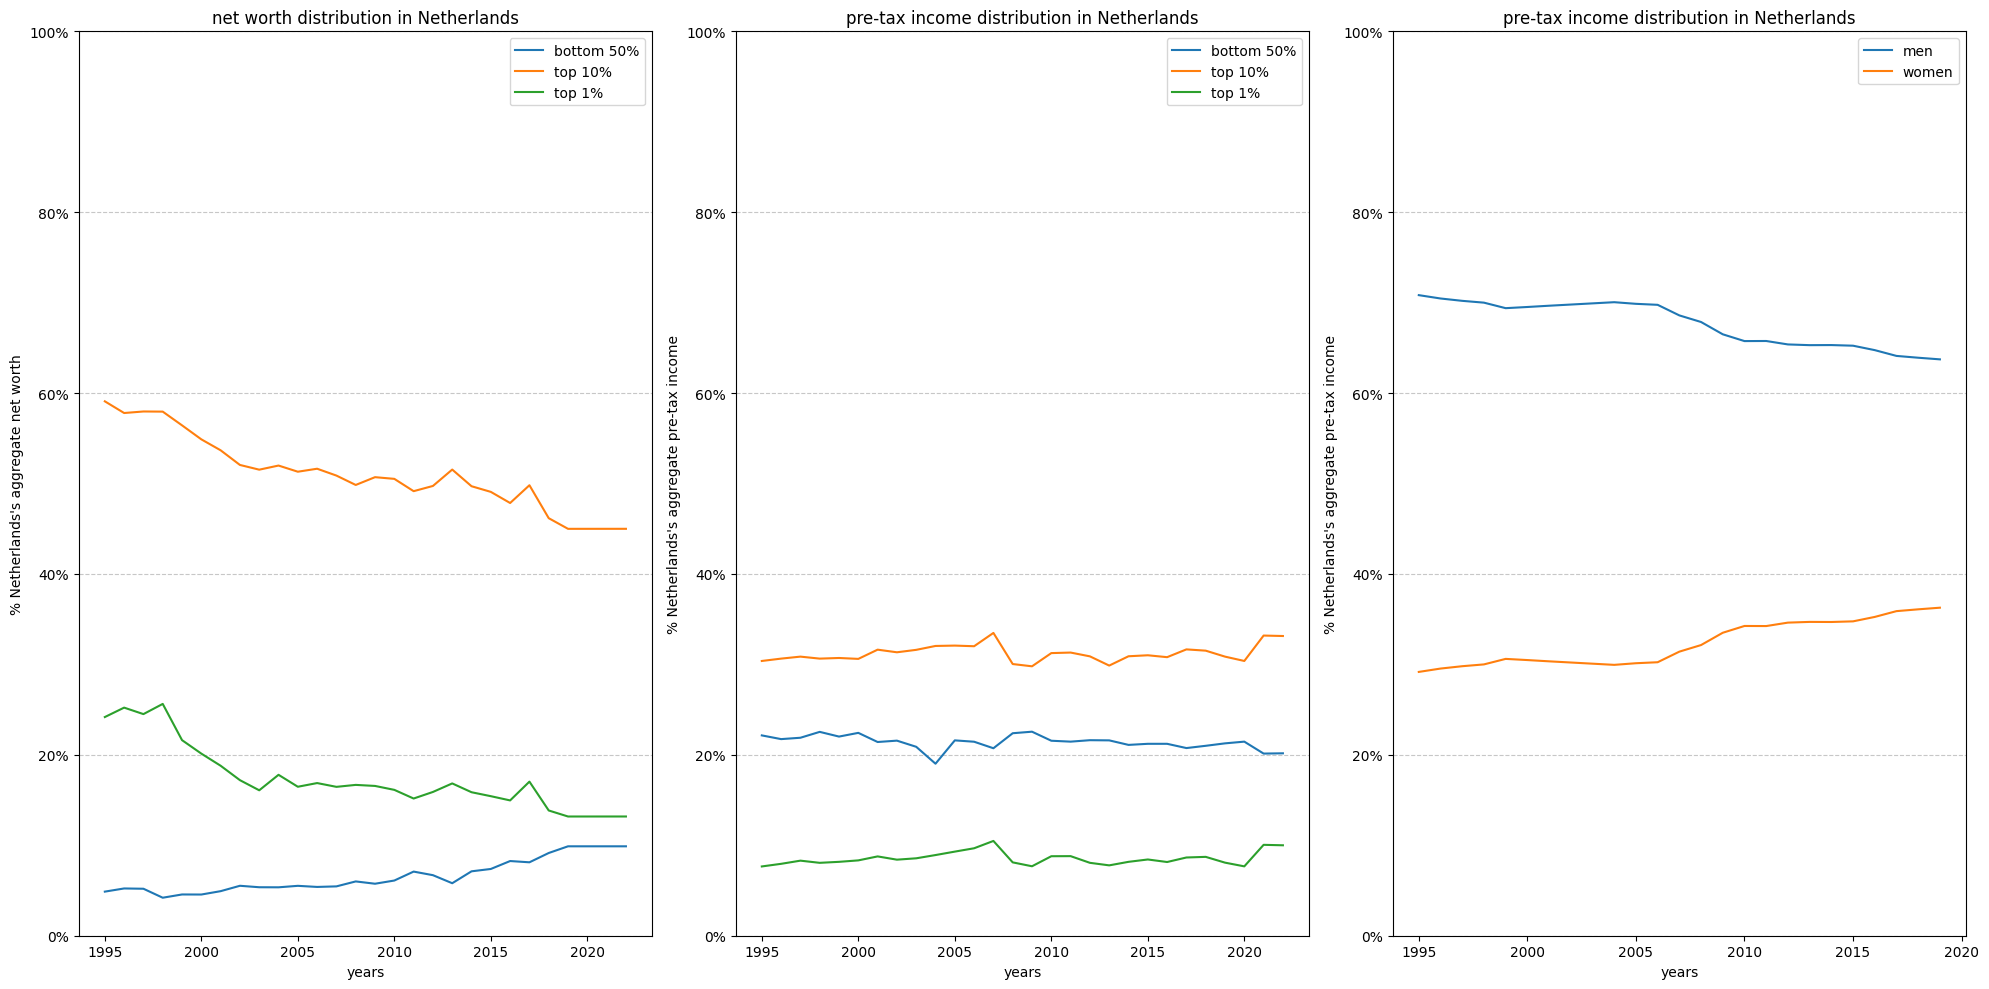 net worth distribution in Netherlands
% Netherlands's aggregate net worth
100%
80%
60%
40%
20%
0%
bottom 50%
top 10%
top 1%
1995
2000
2005
2010
2015
2020
years
pre-tax income distribution in Netherlands
% Netherlands's aggregate pre-tax income
100%
80%
60%
40%
20%
0%
bottom 50%
top 10%
top 1%
1995
2000
2005
2010
2015
2020
years
pre-tax income distribution in Netherlands
% Netherlands's aggregate pre-tax income
100%
80%
60%
40%
20%
0%
men
women
1995
2000
2005
2010
2015
2020
years